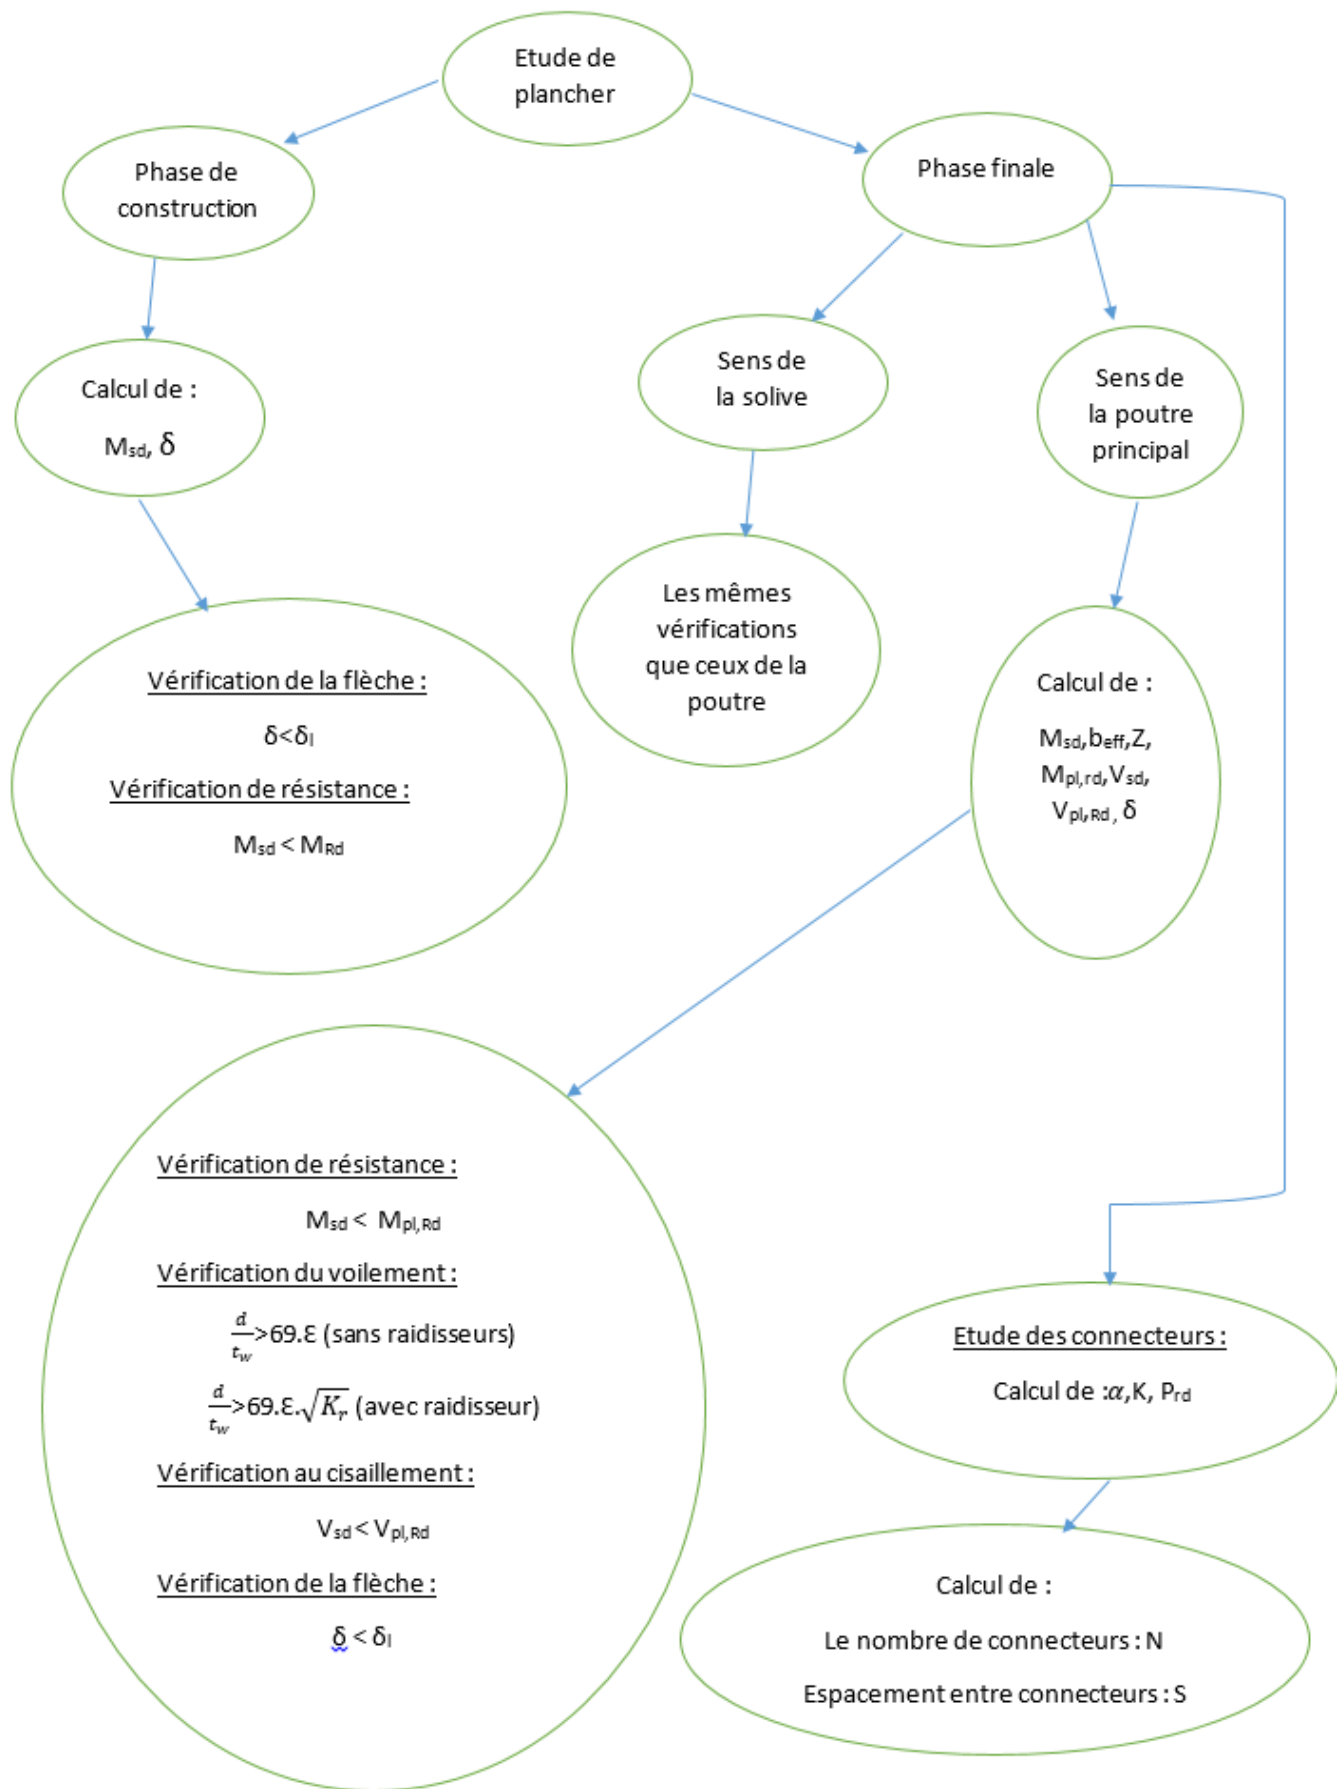 Etude de
plancher
Phase de
construction
Phase finale
Calcul de :
Msd, δ
Sens de
la solive
Sens de
la poutre
principal
Vérification de la flèche :
δ<δl
Vérification de résistance :
Msd < MRd
Les mêmes
vérifications
que ceux de la
poutre
Calcul de :
Msd,beff,Z,
Mpl,rd,Vsd,
Vpl,Rd , δ
Vérification de résistance :
Msd < Mpl,Rd
Vérification du voilement :
d/tw>69.Ɛ (sans raidisseurs)
d/tw>69.Ɛ.√Kr (avec raidisseur)
Vérification au cisaillement :
Vsd < Vpl,Rd
Vérification de la flèche :
δ < δl
Etude des connecteurs :
Calcul de :α,K, Prd
Calcul de :
Le nombre de connecteurs : N
Espacement entre connecteurs : S